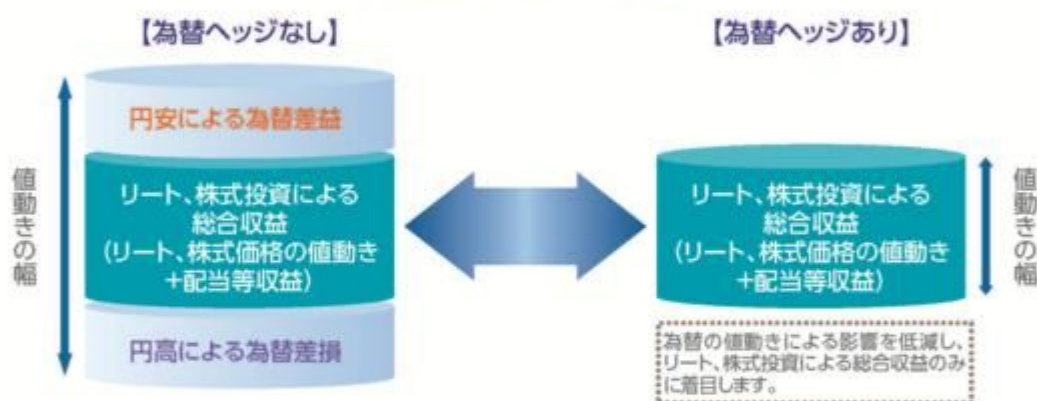 【為替ヘッジなし】
円安による為替差益
リート、株式投資による
総合収益
(リート、株式価格の値動き
+配当等収益)
円高による為替差損
値動きの幅
【為替ヘッジあり】
リート、株式投資による
総合収益
(リート、株式価格の値動き
+配当等収益)
値動きの幅
為替の値動きによる影響を低減し、
リート、株式投資による総合収益のみ
に着目します。